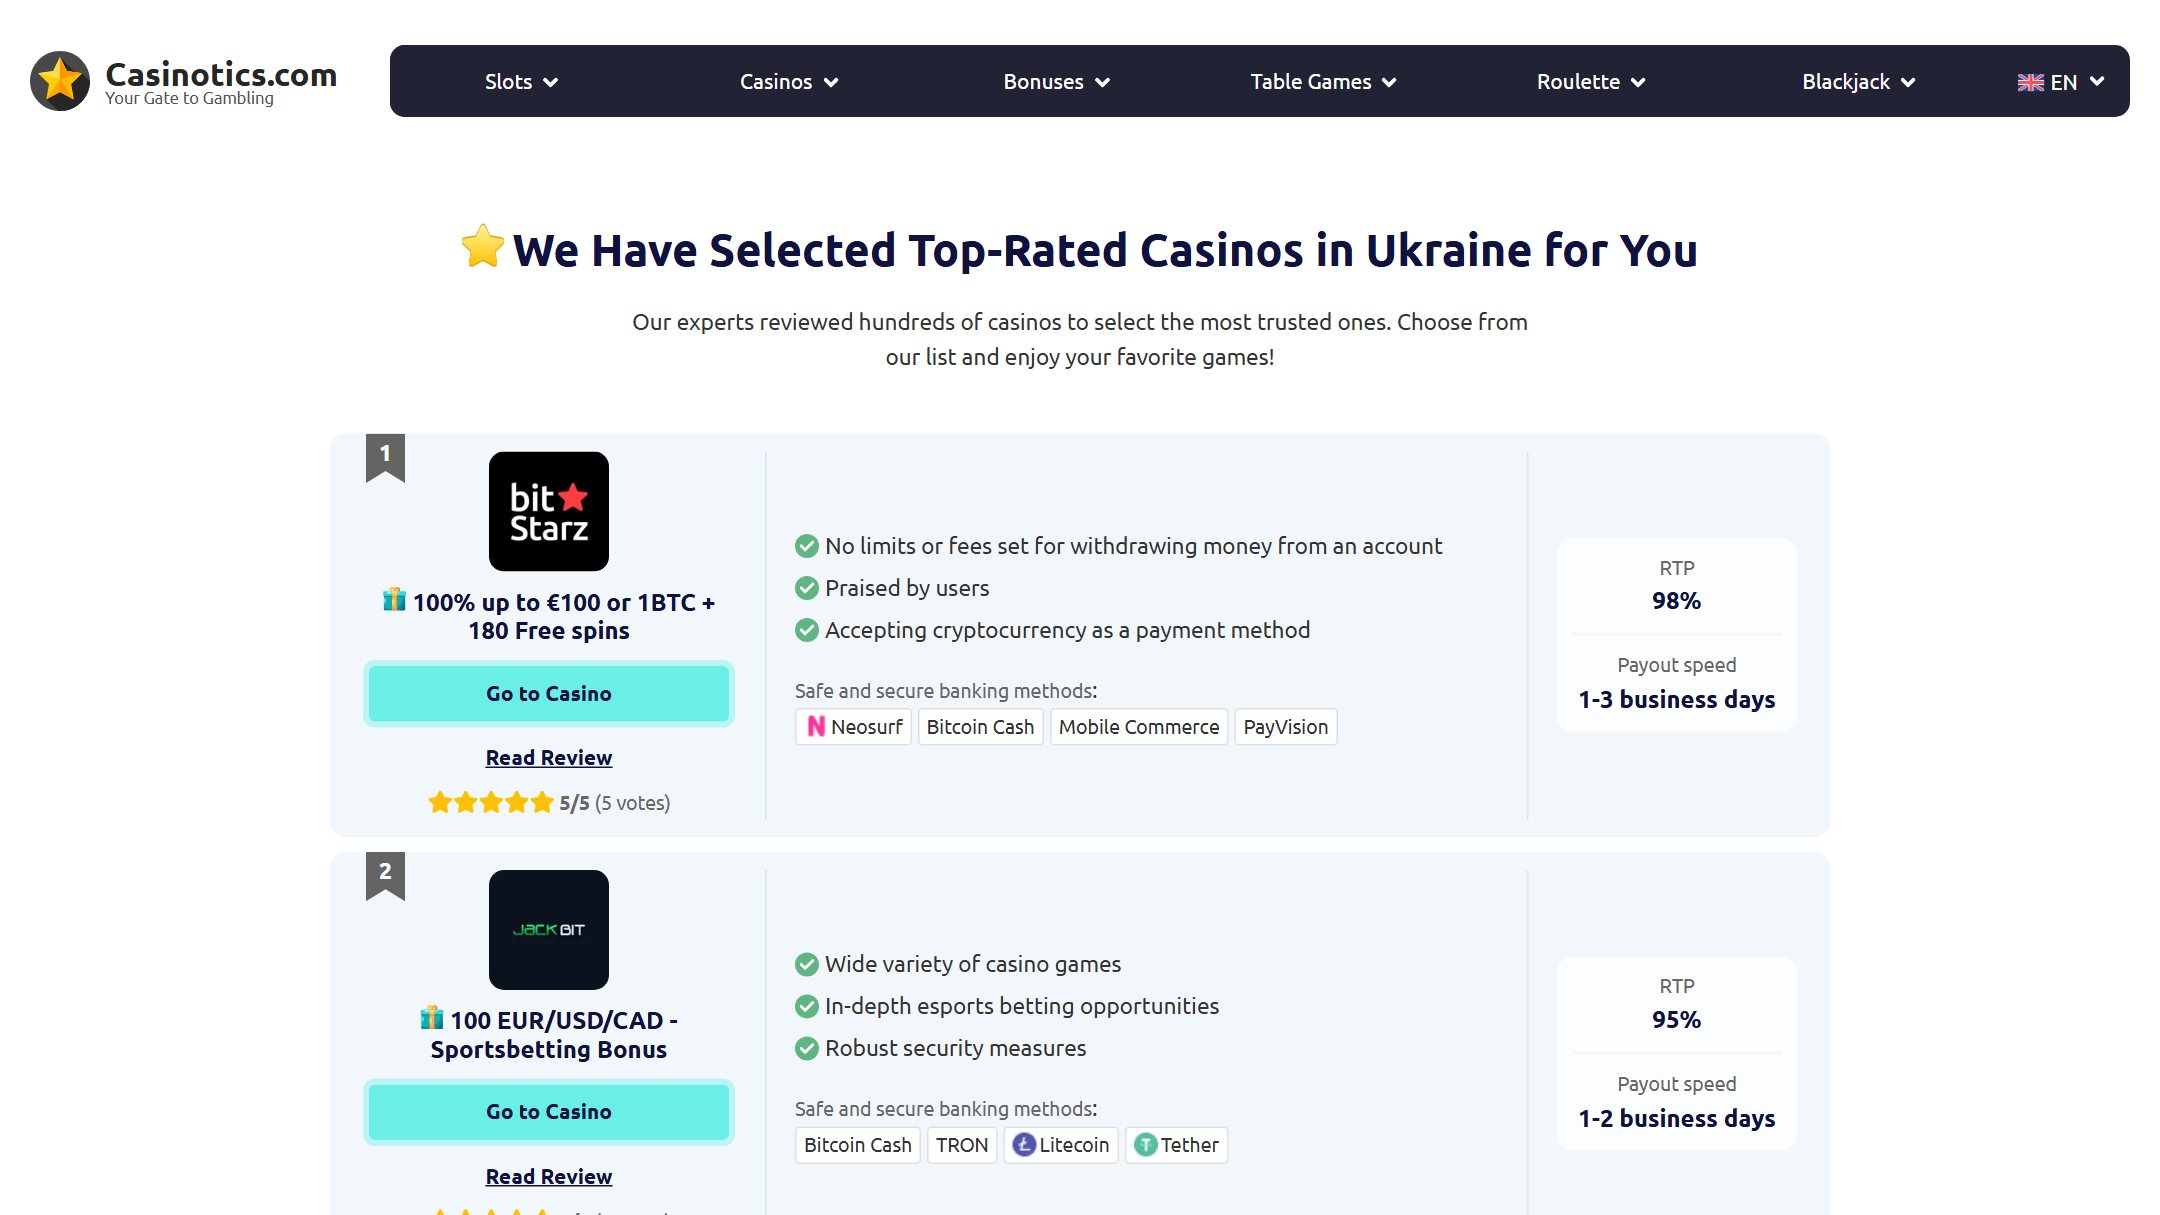 Casinotics.com
Your Gate to Gambling
Slots
Casinos
Bonuses
Table Games
Roulette
Blackjack
EN
We Have Selected Top-Rated Casinos in Ukraine for You
Our experts reviewed hundreds of casinos to select the most trusted ones. Choose from
our list and enjoy your favorite games!
1
bit
Starz
100% up to €100 or 1BTC +
180 Free spins
Go to Casino
Read Review
5/5 (5 votes)
No limits or fees set for withdrawing money from an account
Praised by users
Accepting cryptocurrency as a payment method
Safe and secure banking methods:
Neosurf
Bitcoin Cash
Mobile Commerce
PayVision
RTP
98%
Payout speed
1-3 business days
2
JACKBIT
100 EUR/USD/CAD -
Sportsbetting Bonus
Go to Casino
Read Review
Wide variety of casino games
In-depth esports betting opportunities
Robust security measures
Safe and secure banking methods:
Bitcoin Cash
TRON
Litecoin
Tether
RTP
95%
Payout speed
1-2 business days